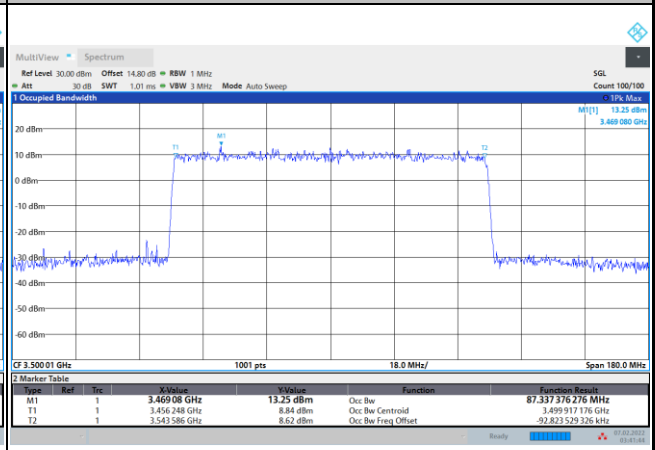 MultiView Spectrum
Ref Level 30.00 dBm Offset 14.80 dB RBW 1 MHz SGL
Att 30 dB SWT 1.01 ms VBW 3 MHz Mode Auto Sweep Count 100/100
1 Occupied Bandwidth 1Pk Max
M1[1] 13.25 dBm
3.469 080 GHz
20 dBm
M1
T1
T2
10 dBm
0 dBm
-10 dBm
-20 dBm
-30 dBm
-40 dBm
-50 dBm
-60 dBm
CF 3.500 01 GHz 1001 pts 18.0 MHz/ Span 180.0 MHz
2 Marker Table
Type Ref Trc X-Value Y-Value Function Function Result
M1 1 3.469 08 GHz 13.25 dBm Occ Bw 87.337 376 276 MHz
T1 1 3.456 248 GHz 8.84 dBm Occ Bw Centroid 3.499 917 176 GHz
T2 1 3.543 586 GHz 8.62 dBm Occ Bw Freq Offset -92.823 529 326 kHz
Ready 07.02.2022
03:41:44